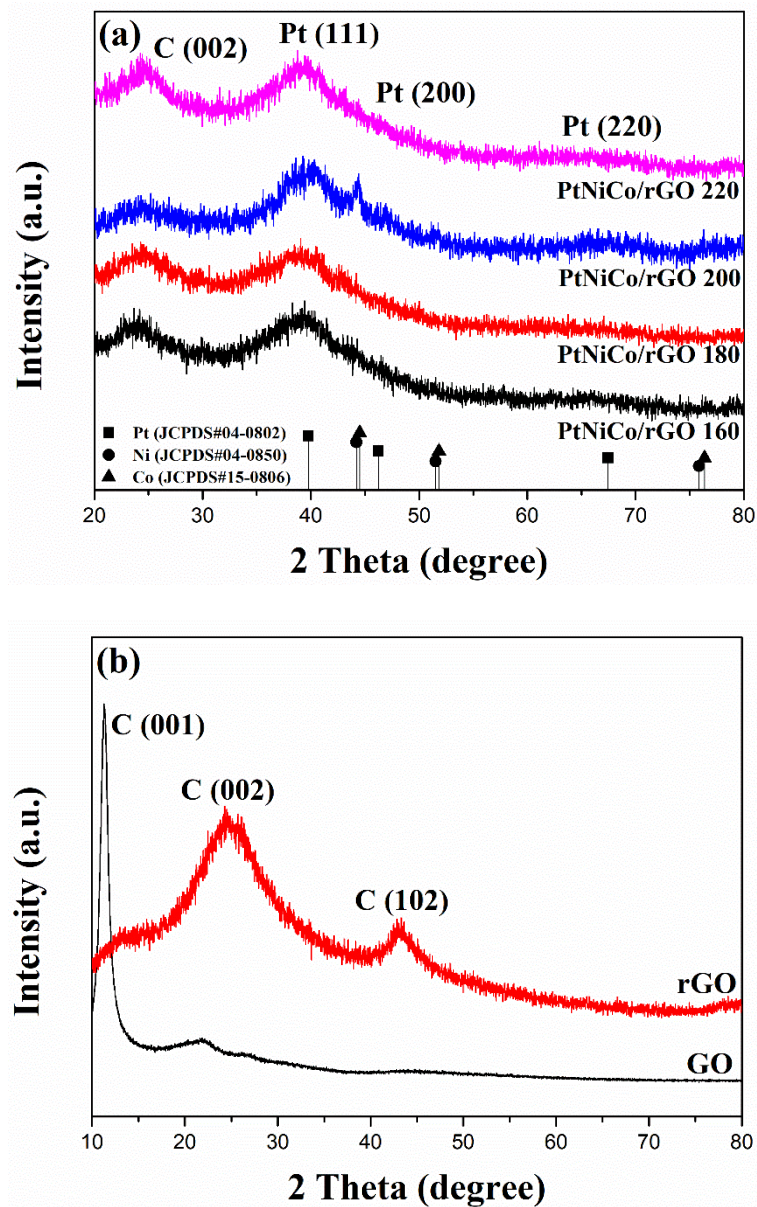 (a)
C (002)
Pt (111)
Pt (200)
Pt (220)
PtNiCo/rGO 220
PtNiCo/rGO 200
PtNiCo/rGO 180
PtNiCo/rGO 160
Intensity (a.u.)
Pt (JCPDS#04-0802)
Ni (JCPDS#04-0850)
Co (JCPDS#15-0806)
20 30 40 50 60 70 80
2 Theta (degree)
(b)
C (001)
C (002)
C (102)
rGO
GO
Intensity (a.u.)
10 20 30 40 50 60 70 80
2 Theta (degree)